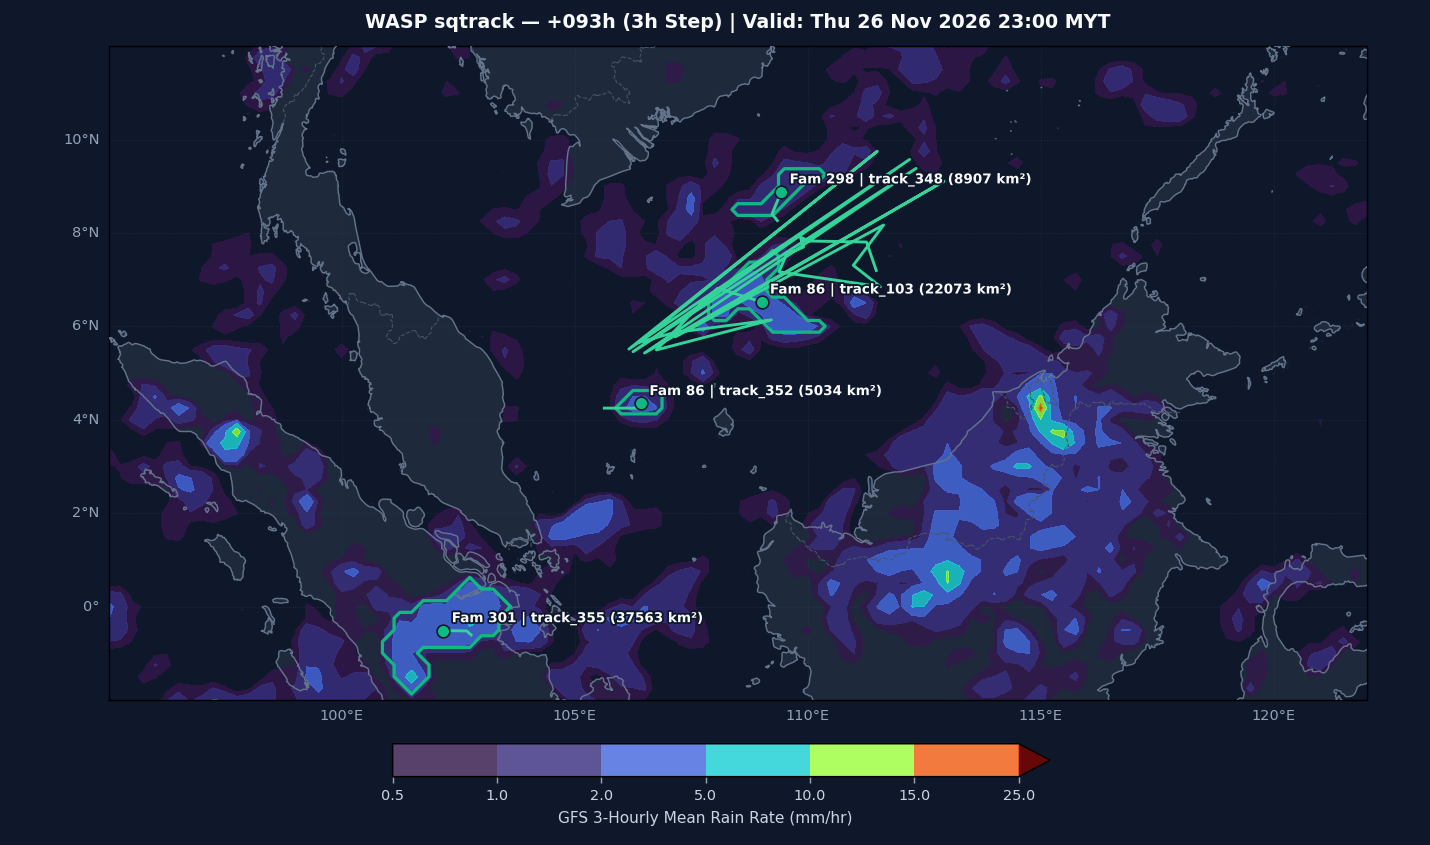 WASP sqtrack — +093h (3h Step) | Valid: Thu 26 Nov 2026 23:00 MYT
10°N
8°N
6°N
4°N
2°N
0°
Fam 298 | track_348 (8907 km²)
Fam 86 | track_103 (22073 km²)
Fam 86 | track_352 (5034 km²)
Fam 301 | track_355 (37563 km²)
100°E 105°E 110°E 115°E 120°E
0.5 1.0 2.0 5.0 10.0 15.0 25.0
GFS 3-Hourly Mean Rain Rate (mm/hr)